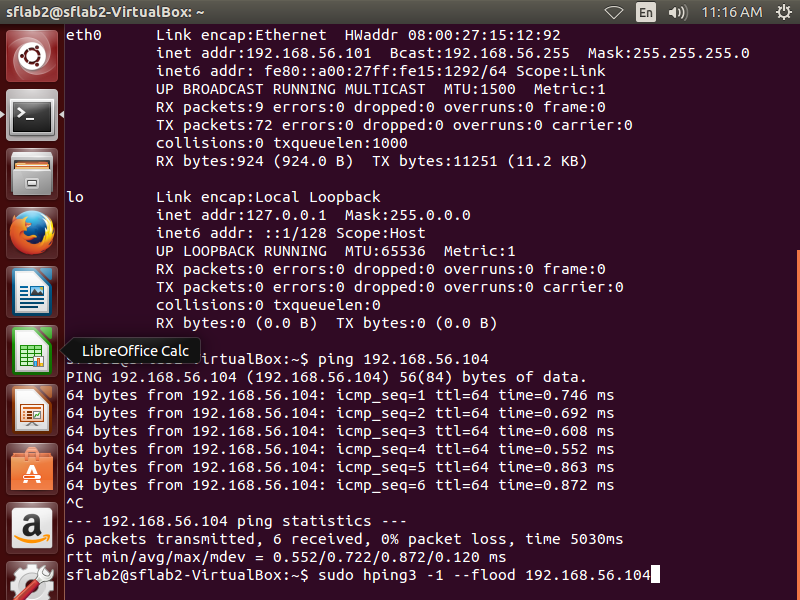 sflab2@sflab2-VirtualBox: ~
En
11:16 AM
eth0 Link encap:Ethernet HWaddr 08:00:27:15:12:92
inet addr:192.168.56.101 Bcast:192.168.56.255 Mask:255.255.255.0
inet6 addr: fe80::a00:27ff:fe15:1292/64 Scope:Link
UP BROADCAST RUNNING MULTICAST MTU:1500 Metric:1
RX packets:9 errors:0 dropped:0 overruns:0 frame:0
TX packets:72 errors:0 dropped:0 overruns:0 carrier:0
collisions:0 txqueuelen:1000
RX bytes:924 (924.0 B) TX bytes:11251 (11.2 KB)
lo Link encap:Local Loopback
inet addr:127.0.0.1 Mask:255.0.0.0
inet6 addr: ::1/128 Scope:Host
UP LOOPBACK RUNNING MTU:65536 Metric:1
RX packets:0 errors:0 dropped:0 overruns:0 frame:0
TX packets:0 errors:0 dropped:0 overruns:0 carrier:0
collisions:0 txqueuelen:0
RX bytes:0 (0.0 B) TX bytes:0 (0.0 B)
LibreOffice Calc
VirtualBox:~$ ping 192.168.56.104
PING 192.168.56.104 (192.168.56.104) 56(84) bytes of data.
64 bytes from 192.168.56.104: icmp_seq=1 ttl=64 time=0.746 ms
64 bytes from 192.168.56.104: icmp_seq=2 ttl=64 time=0.692 ms
64 bytes from 192.168.56.104: icmp_seq=3 ttl=64 time=0.608 ms
64 bytes from 192.168.56.104: icmp_seq=4 ttl=64 time=0.552 ms
64 bytes from 192.168.56.104: icmp_seq=5 ttl=64 time=0.863 ms
64 bytes from 192.168.56.104: icmp_seq=6 ttl=64 time=0.872 ms
^C
--- 192.168.56.104 ping statistics ---
6 packets transmitted, 6 received, 0% packet loss, time 5030ms
rtt min/avg/max/mdev = 0.552/0.722/0.872/0.120 ms
sflab2@sflab2-VirtualBox:~$ sudo hping3 -1 --flood 192.168.56.104